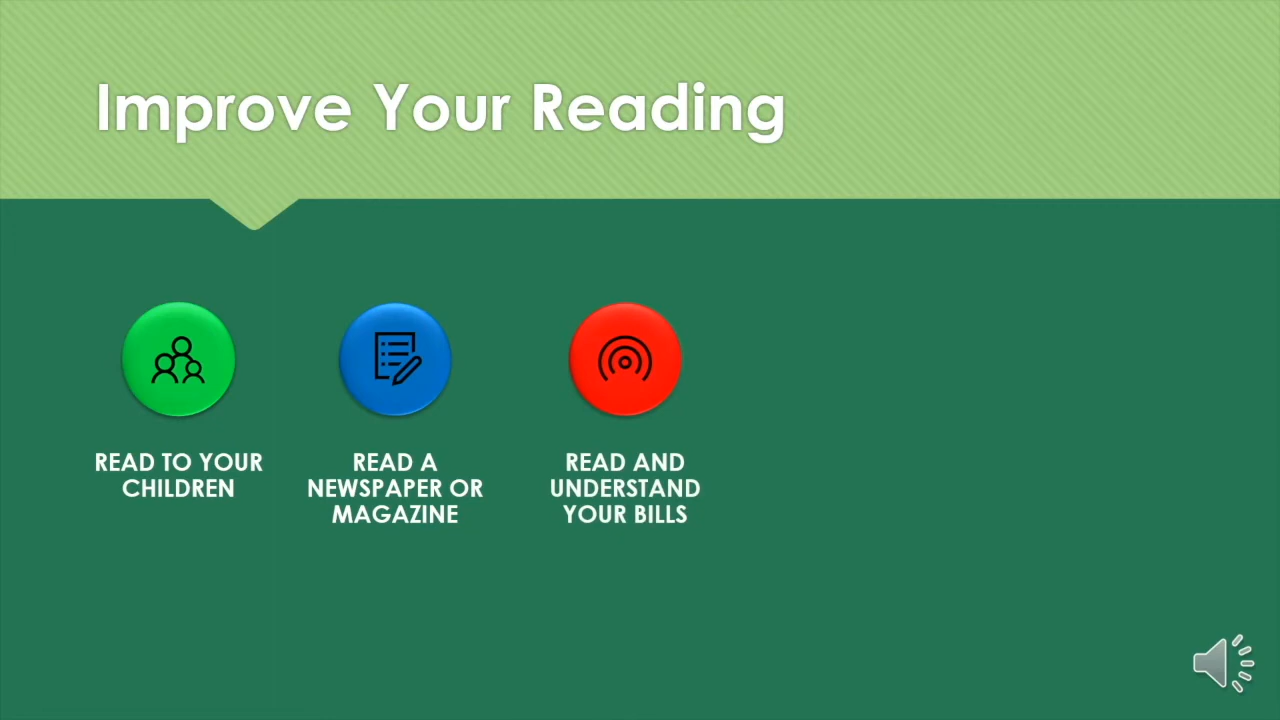 Improve Your Reading
READ TO YOUR
CHILDREN
READ A
NEWSPAPER OR
MAGAZINE
READ AND
UNDERSTAND
YOUR BILLS